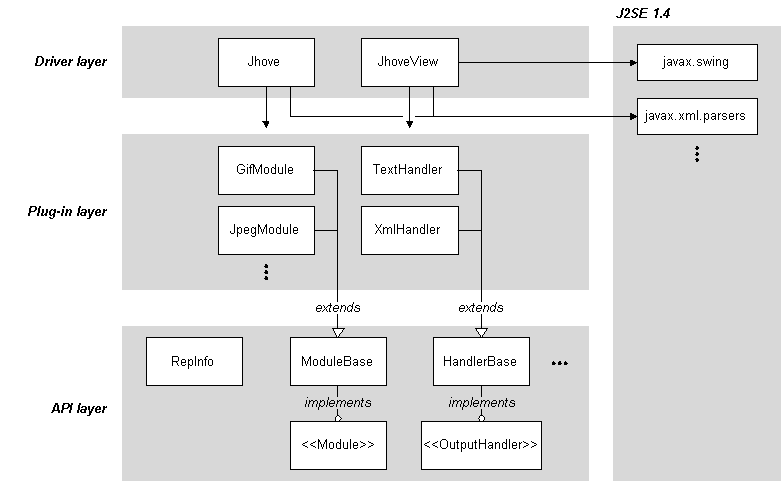 J2SE 1.4
Driver layer
Jhove
JhoveView
javax.swing
javax.xml.parsers
Plug-in layer
GifModule
TextHandler
JpegModule
XmlHandler
extends
extends
API layer
RepInfo
ModuleBase
HandlerBase
implements
implements
<<Module>>
<<OutputHandler>>